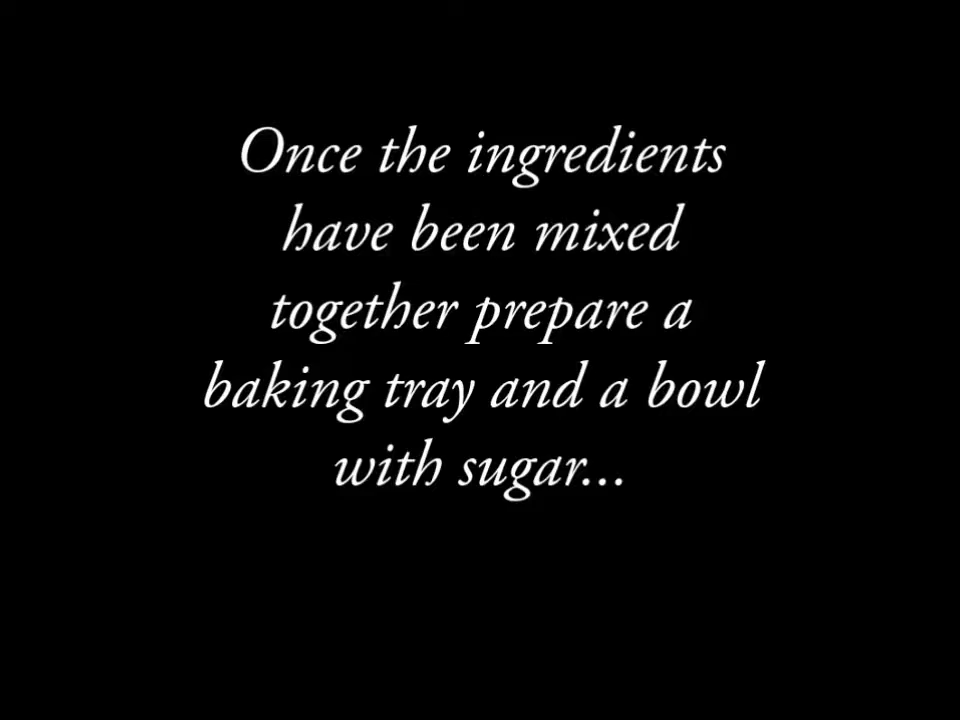 Once the ingredients
have been mixed
together prepare a
baking tray and a bowl
with sugar...